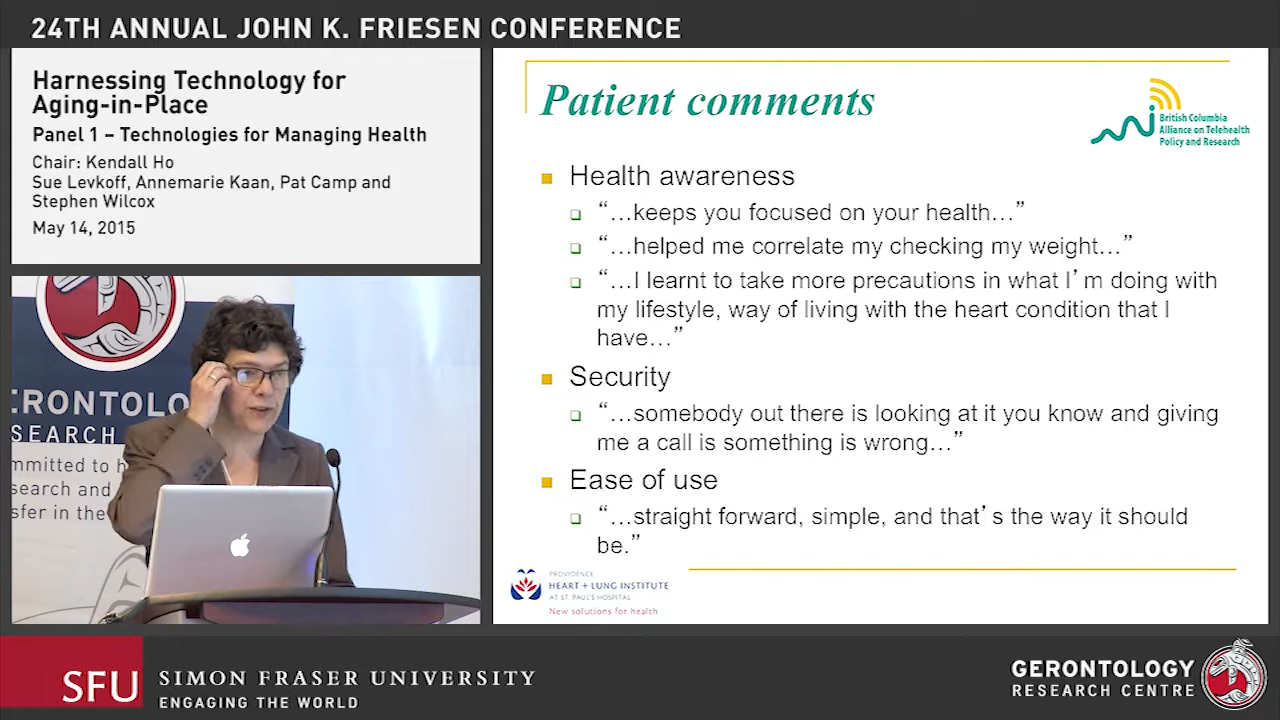 24TH ANNUAL JOHN K. FRIESEN CONFERENCE
Harnessing Technology for
Aging-in-Place
Panel 1 – Technologies for Managing Health
Chair: Kendall Ho
Sue Levkoff, Annemarie Kaan, Pat Camp and
Stephen Wilcox
May 14, 2015
Patient comments
British Columbia
Alliance on Telehealth
Policy and Research
Health awareness
“…keeps you focused on your health…”
“…helped me correlate my checking my weight…”
“…I learnt to take more precautions in what I’m doing with
my lifestyle, way of living with the heart condition that I
have…”
Security
“…somebody out there is looking at it you know and giving
me a call is something is wrong…”
Ease of use
“…straight forward, simple, and that’s the way it should
be.”
PROVIDENCE
HEART + LUNG INSTITUTE
AT ST. PAUL'S HOSPITAL
New solutions for health
ERONTOLO
SEARCH
mmitted to h
search and
sfer in the
SFU
SIMON FRASER UNIVERSITY
ENGAGING THE WORLD
GERONTOLOGY
RESEARCH CENTRE